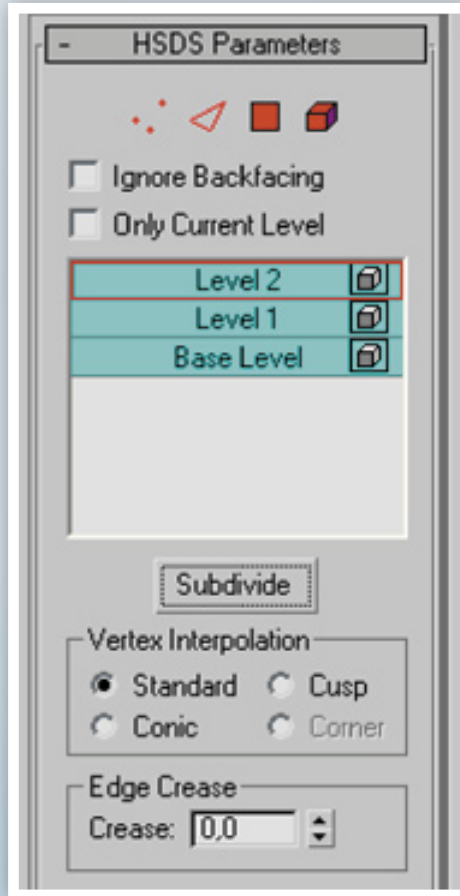 - HSDS Parameters
Ignore Backfacing
Only Current Level
Level 2
Level 1
Base Level
Subdivide
Vertex Interpolation
Standard Cusp
Conic Corner
Edge Crease
Crease: 0,0